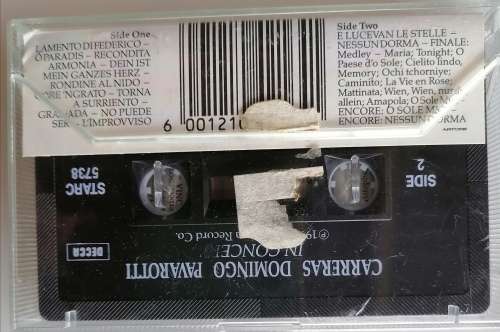 Side One
LAMENTO DI FEDERICO –
O PARADIS – RECONDITA
ARMONIA – DEIN IST
MEIN GANZES HERZ –
RONDINE AL NIDO –
CORE 'NGRATO – TORNA
A SURRIENTO –
GRANADA – NO PUEDE
SER – L'IMPROVVISO
6 001210
Side Two
E LUCEVAN LE STELLE –
NESSUN DORMA – FINALE:
Medley – Maria; Tonight; O
Paese d'o Sole; Cielito lindo,
Memory; Ochi tchorniye;
Caminito; La Vie en Rose;
Mattinata; Wien, Wien, nur
allein; Amapola; O Sole Mio
ENCORE: O SOLE MIO
ENCORE: NESSUN DORMA
CARRERAS DOMINGO PAVAROTTI
IN CONCE
Record Co.
DECCA
SIDE
2
STARC
5738